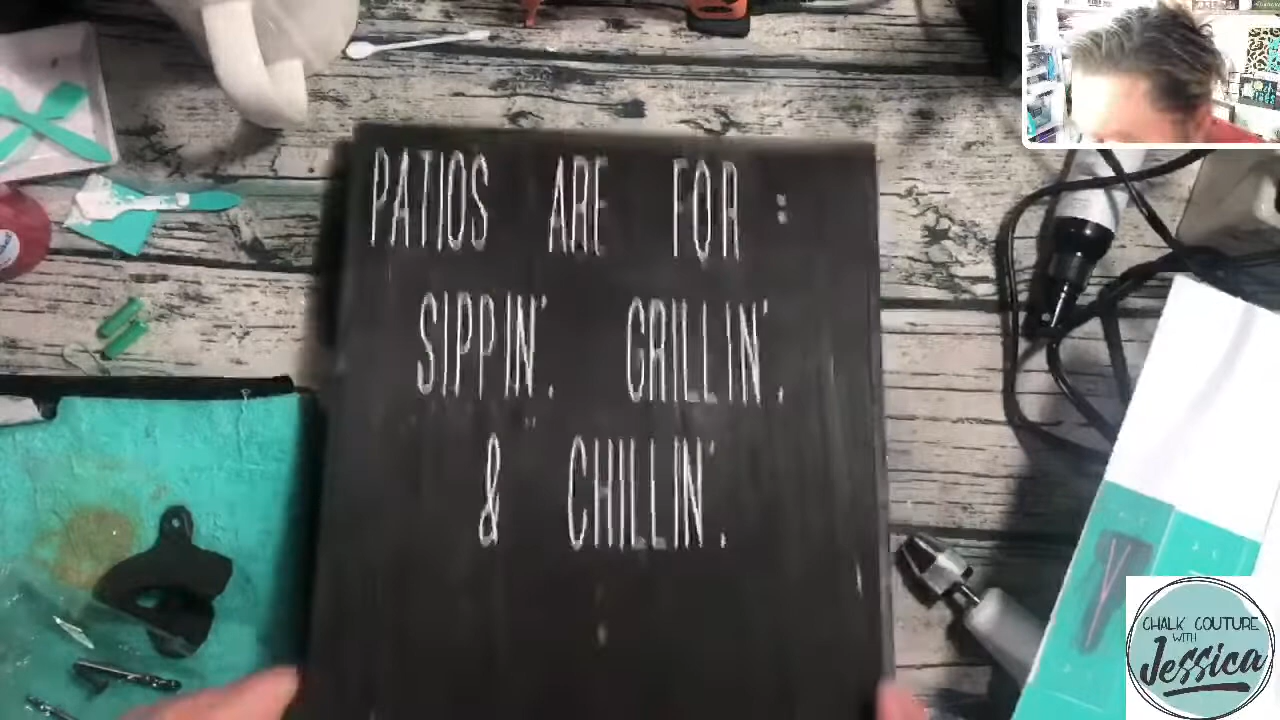 PATIOS ARE FOR:
SIPPIN'. GRILLIN'.
& CHILLIN'.
CHALK COUTURE
WITH
Jessica